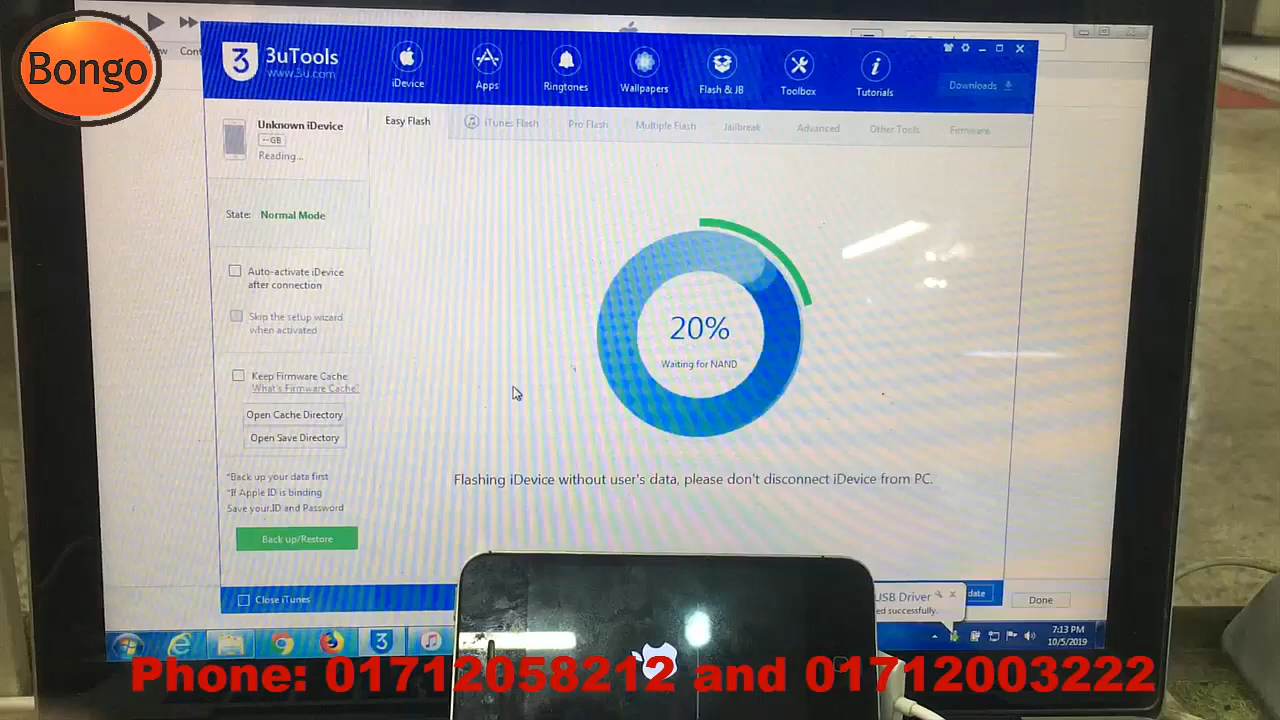 Bongo
3uTools
www.3u.com
iDevice
Apps
Ringtones
Wallpapers
Flash & JB
Toolbox
Tutorials
Downloads
Unknown iDevice
--GB
Reading...
Easy Flash
iTunes Flash
Pro Flash
Multiple Flash
Jailbreak
Advanced
Other Tools
Firmware
State: Normal Mode
Auto-activate iDevice
after connection
Skip the setup wizard
when activated
Keep Firmware Cache
What's Firmware Cache?
Open Cache Directory
Open Save Directory
20%
Waiting for NAND
Flashing iDevice without user's data, please don't disconnect iDevice from PC.
*Back up your data first
*If Apple ID is binding
Save your ID and Password
Back up/Restore
Close iTunes
USB Driver
successfully.
Done
7:13 PM
10/5/2019
Phone: 01712058212 and 01712003222